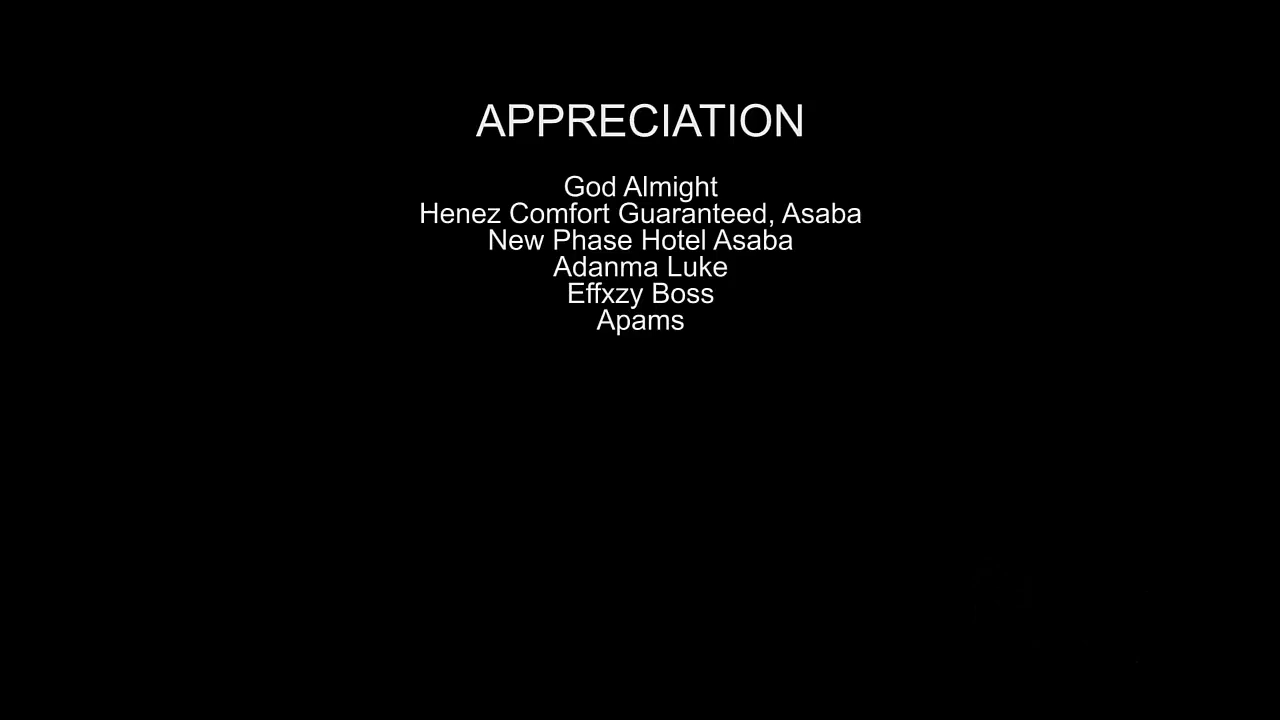 APPRECIATION
God Almight
Henez Comfort Guaranteed, Asaba
New Phase Hotel Asaba
Adanma Luke
Effxzy Boss
Apams